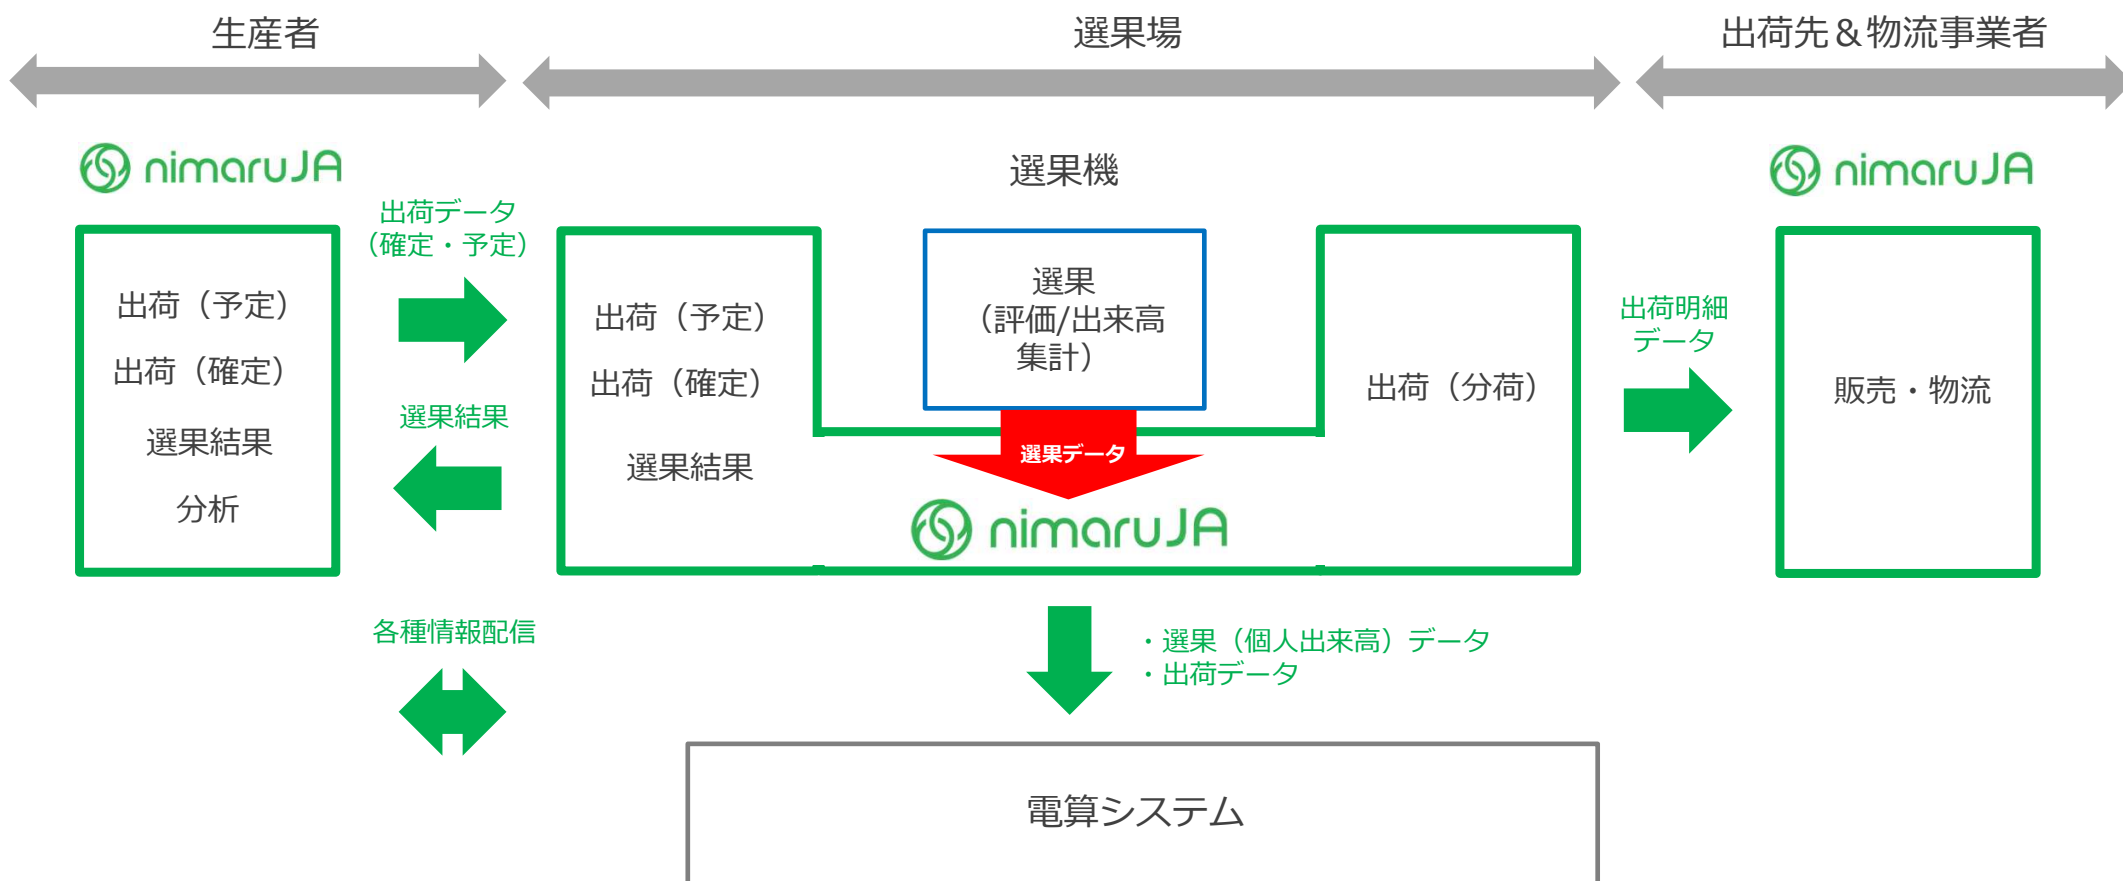 生産者
選果場
出荷先＆物流事業者
nimaruJA
選果機
nimaruJA
出荷データ
（確定・予定）
出荷（予定）
出荷（確定）
選果結果
分析
選果結果
出荷（予定）
出荷（確定）
選果結果
選果
（評価/出来高
集計）
選果データ
nimaruJA
出荷（分荷）
出荷明細
データ
販売・物流
各種情報配信
・選果（個人出来高）データ
・出荷データ
電算システム